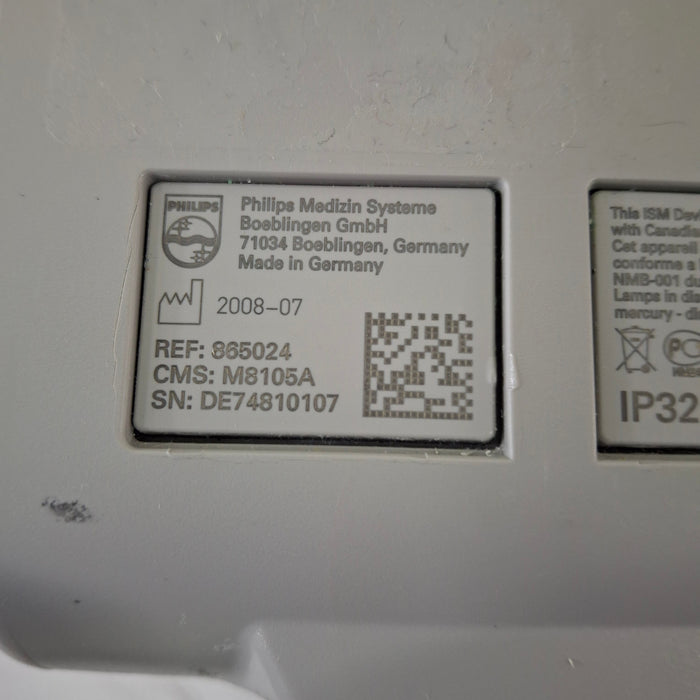 PHILIPS
Philips Medizin Systeme
Boeblingen GmbH
71034 Boeblingen, Germany
Made in Germany
2008-07
REF: 865024
CMS: M8105A
SN: DE74810107
This ISM Devi
with Canadia
Cet appareil
conforme a l
NMB-001 du
Lamps in di
mercury - di
IP32